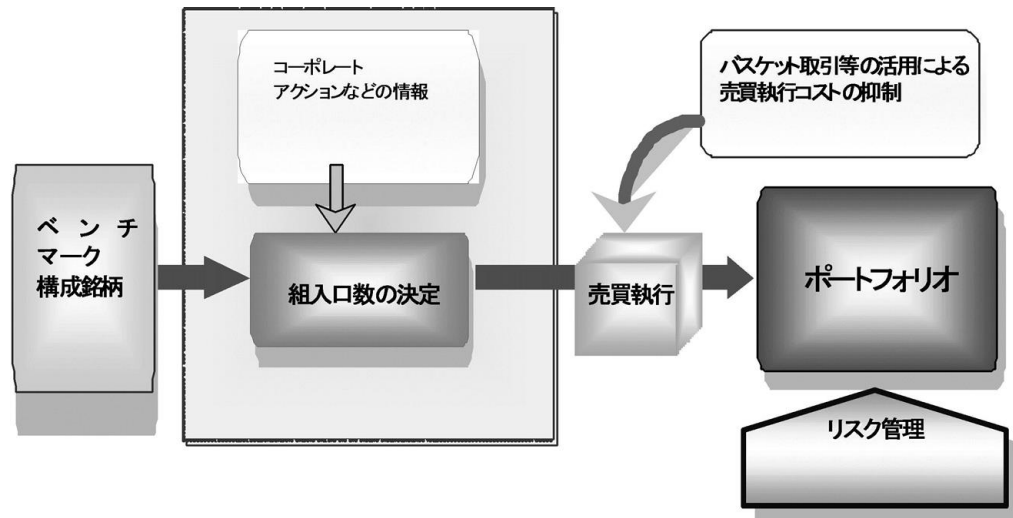 コーポレート
アクションなどの情報
バスケット取引等の活用による
売買執行コストの抑制
ベンチ
マーク
構成銘柄
組入口数の決定
売買執行
ポートフォリオ
リスク管理